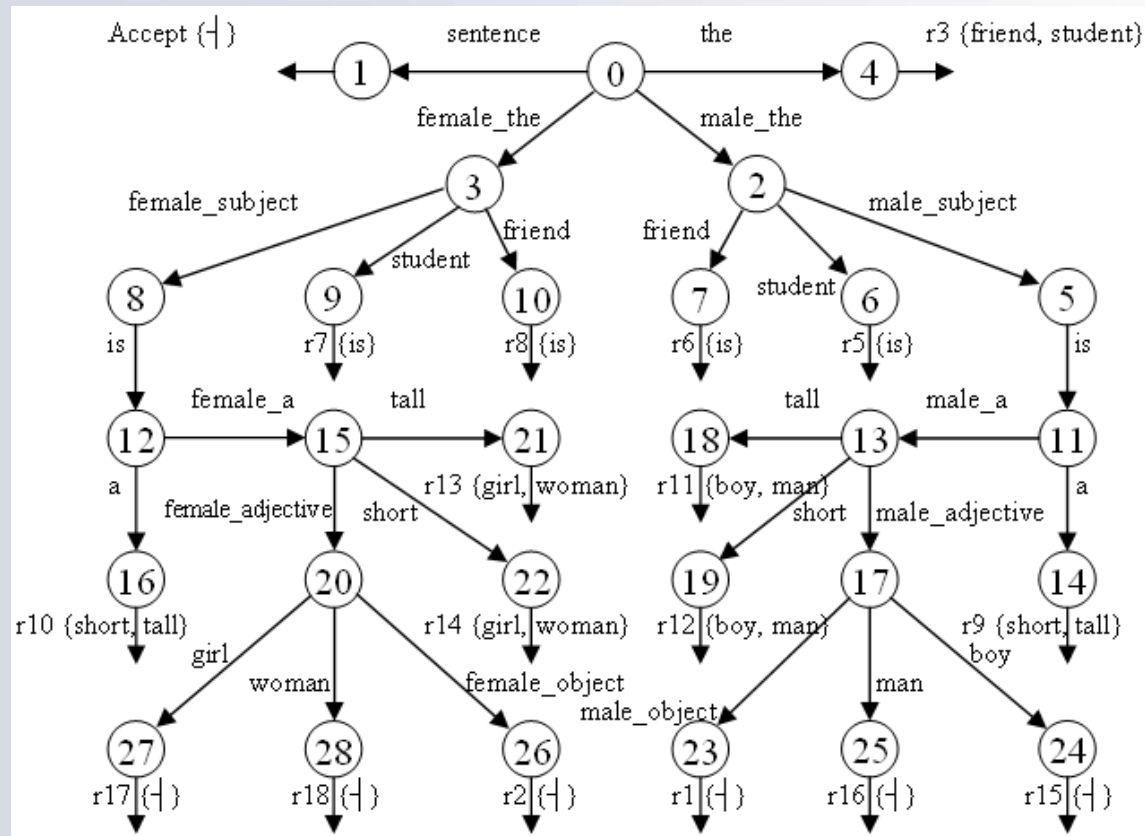 Accept {┤} sentence the r3 {friend, student}
1 0 4
female_the male_the
3 2
female_subject male_subject
friend friend
student student
8 9 10 7 6 5
is r7 {is} r8 {is} r6 {is} r5 {is} is
female_a tall tall male_a
12 15 21 18 13 11
a r13 {girl, woman} r11 {boy, man} a
female_adjective short short male_adjective
16 20 22 19 17 14
r10 {short, tall} r14 {girl, woman} r12 {boy, man} r9 {short, tall}
girl boy
woman female_object man
male_object
27 28 26 23 25 24
r17 {┤} r18 {┤} r2 {┤} r1 {┤} r16 {┤} r15 {┤}